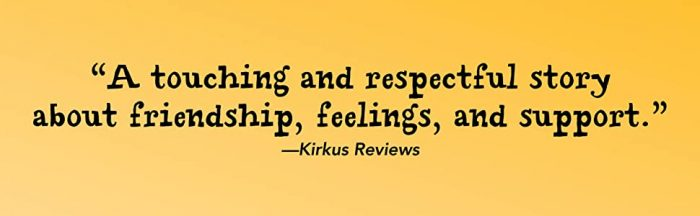 “A touching and respectful story
about friendship, feelings, and support.”
—Kirkus Reviews